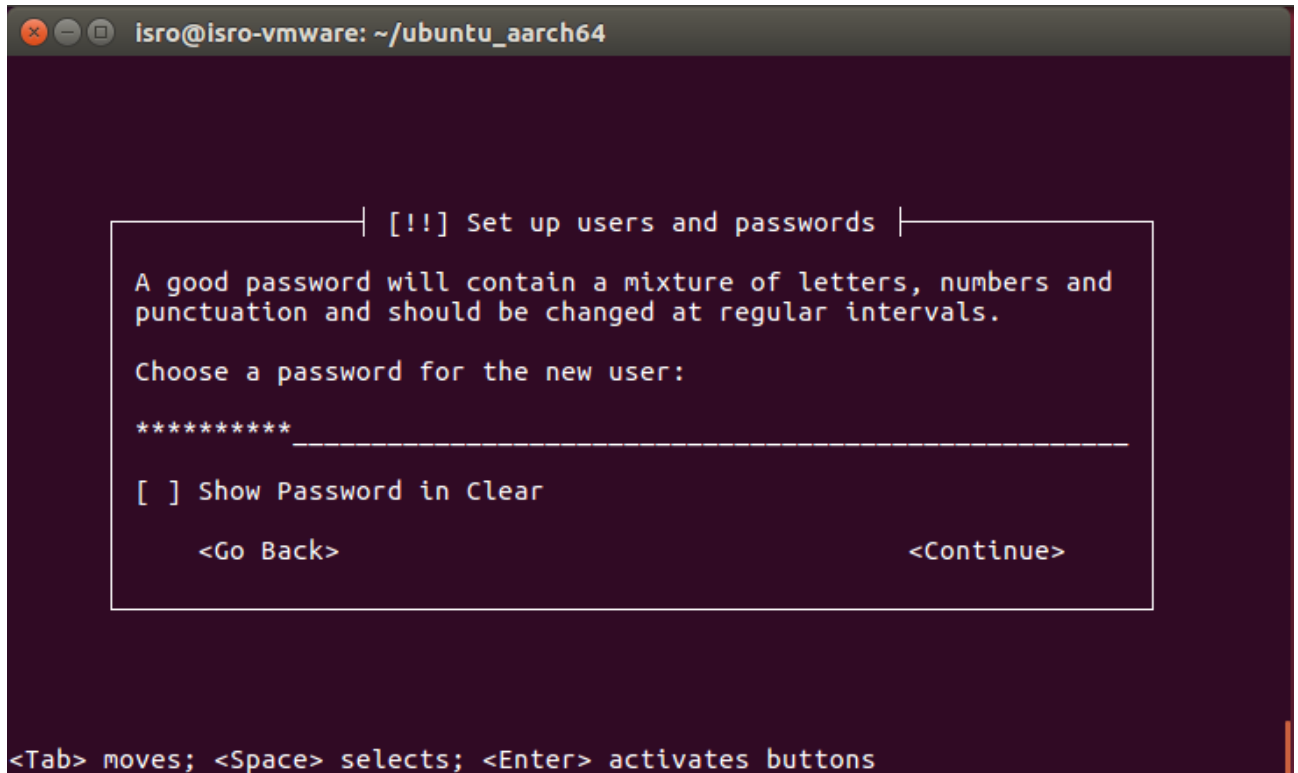 isro@isro-vmware: ~/ubuntu_aarch64
[!!] Set up users and passwords
A good password will contain a mixture of letters, numbers and
punctuation and should be changed at regular intervals.
Choose a password for the new user:
**********_____________________________________________________
[ ] Show Password in Clear
<Go Back> <Continue>
<Tab> moves; <Space> selects; <Enter> activates buttons